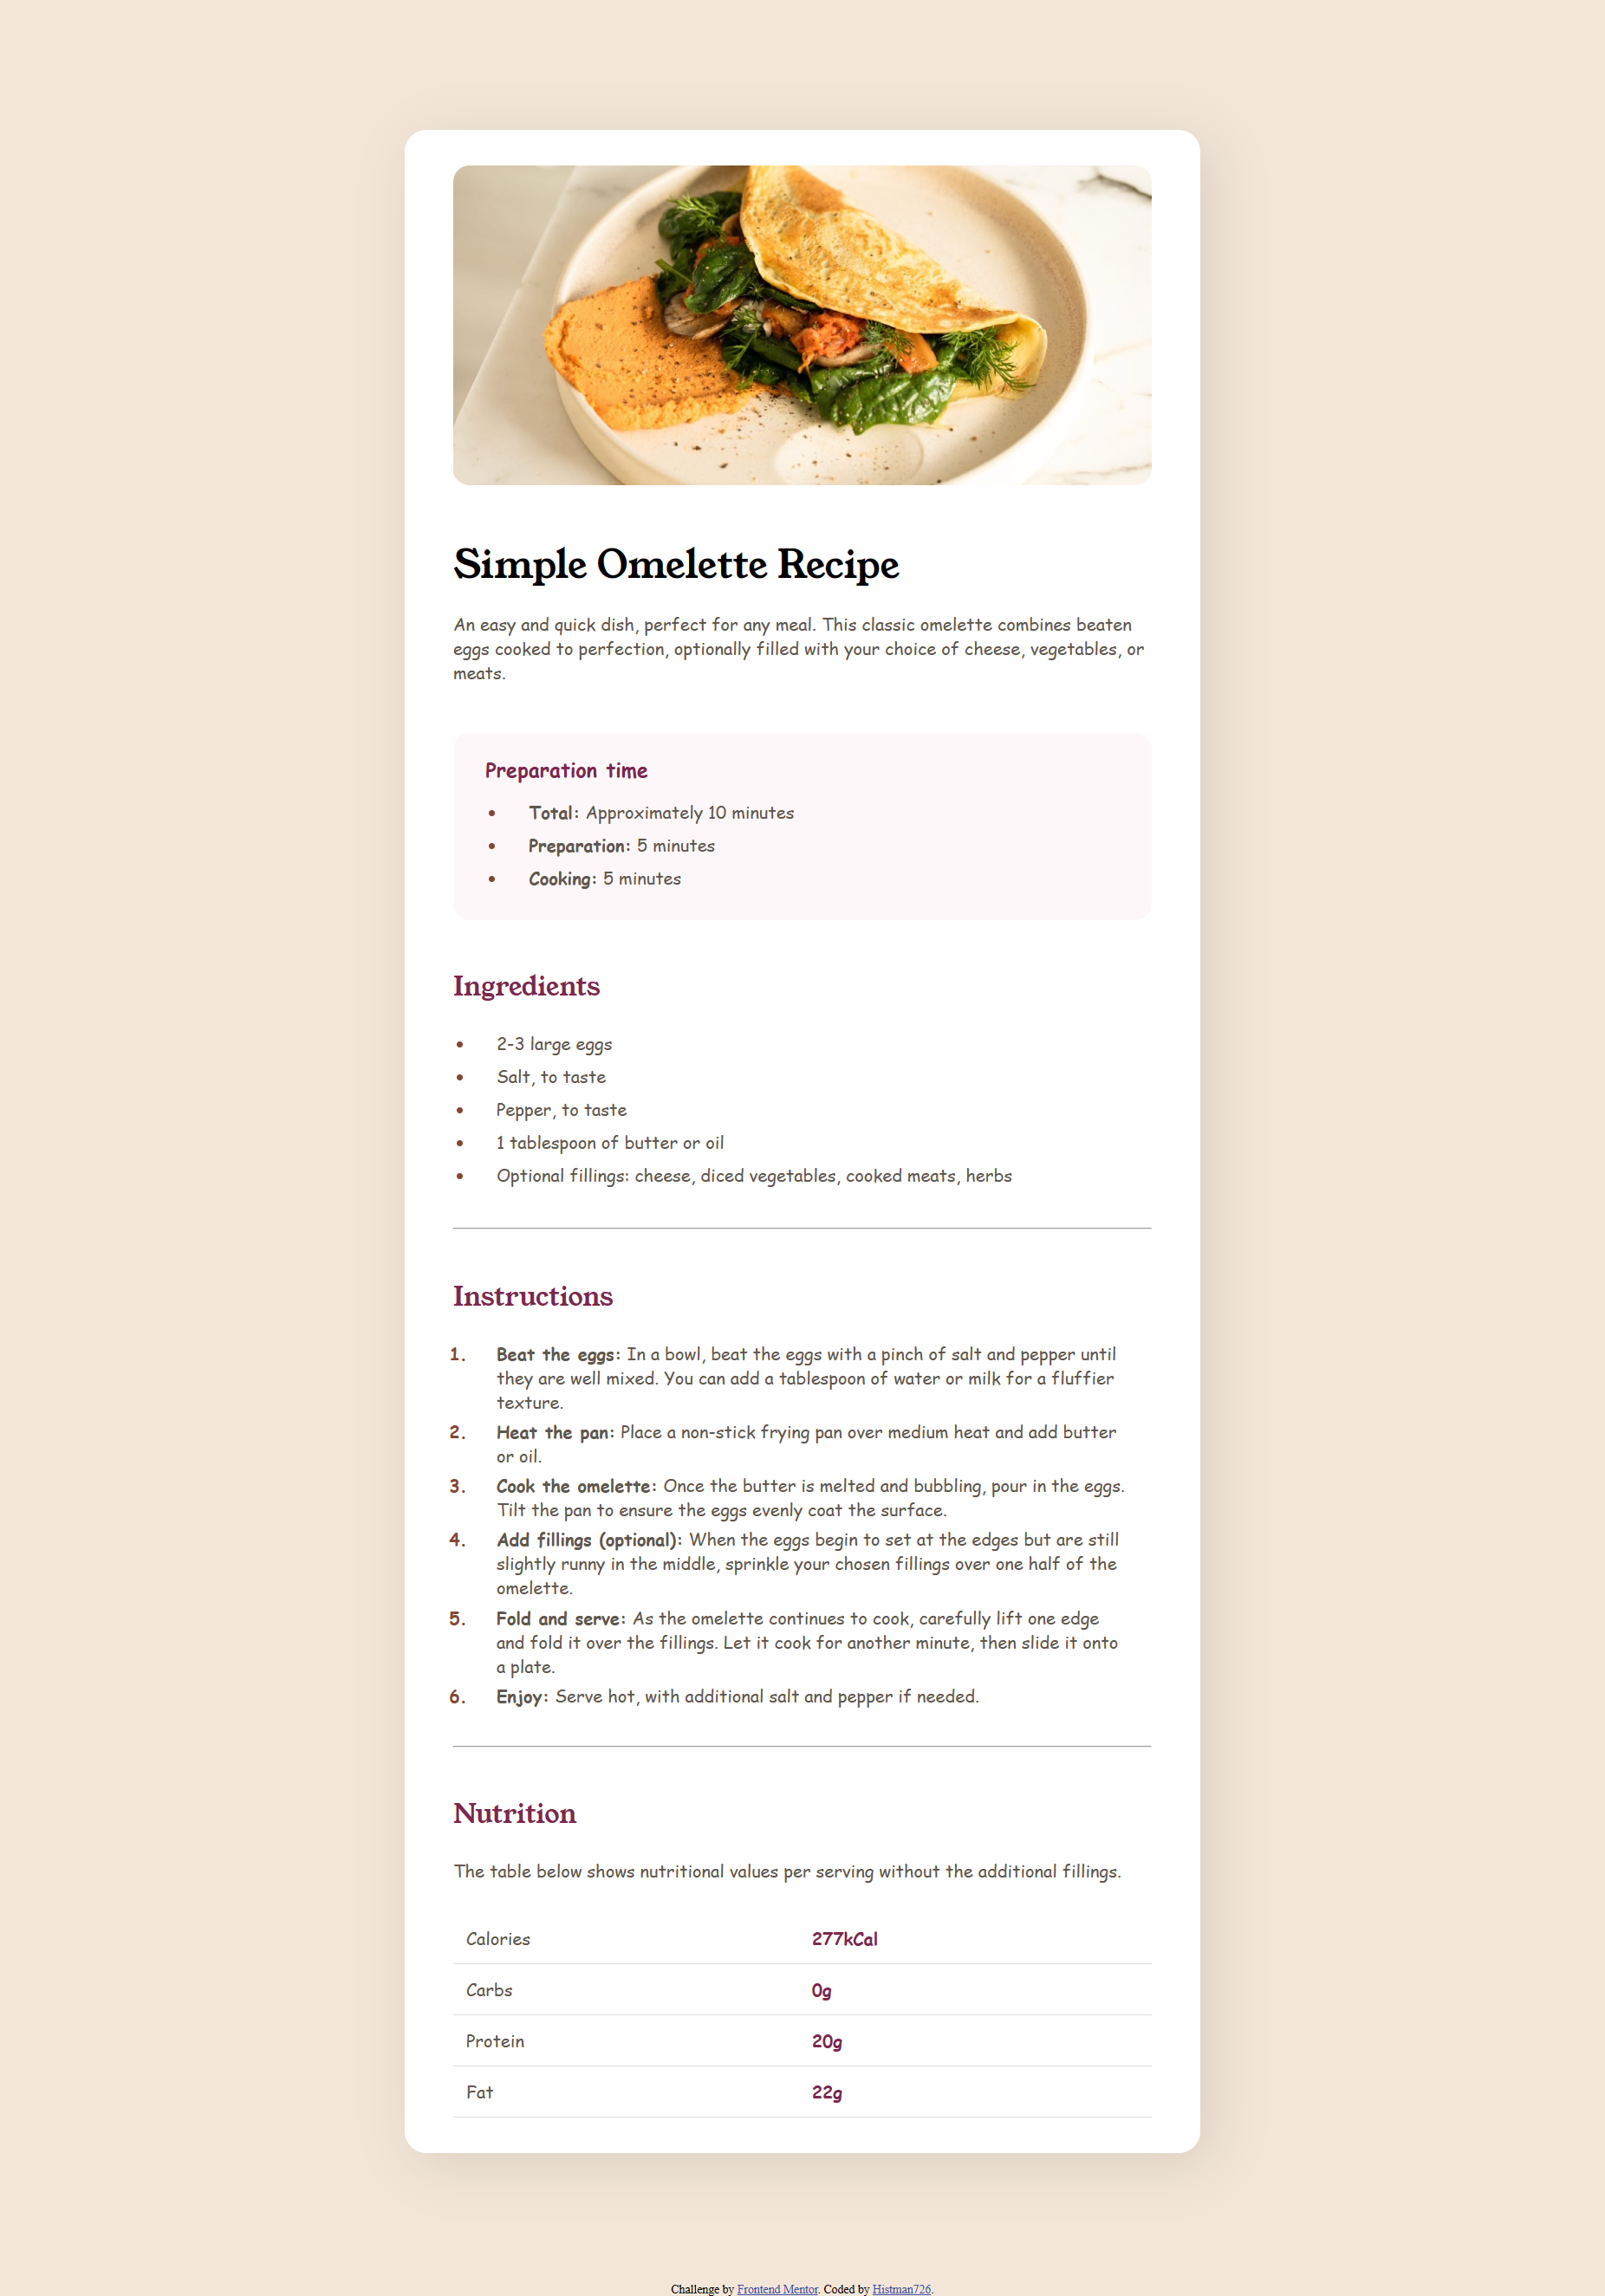 Simple Omelette Recipe
An easy and quick dish, perfect for any meal. This classic omelette combines beaten
eggs cooked to perfection, optionally filled with your choice of cheese, vegetables, or
meats.
Preparation time
• Total: Approximately 10 minutes
• Preparation: 5 minutes
• Cooking: 5 minutes
Ingredients
• 2-3 large eggs
• Salt, to taste
• Pepper, to taste
• 1 tablespoon of butter or oil
• Optional fillings: cheese, diced vegetables, cooked meats, herbs
Instructions
1. Beat the eggs: In a bowl, beat the eggs with a pinch of salt and pepper until
they are well mixed. You can add a tablespoon of water or milk for a fluffier
texture.
2. Heat the pan: Place a non-stick frying pan over medium heat and add butter
or oil.
3. Cook the omelette: Once the butter is melted and bubbling, pour in the eggs.
Tilt the pan to ensure the eggs evenly coat the surface.
4. Add fillings (optional): When the eggs begin to set at the edges but are still
slightly runny in the middle, sprinkle your chosen fillings over one half of the
omelette.
5. Fold and serve: As the omelette continues to cook, carefully lift one edge
and fold it over the fillings. Let it cook for another minute, then slide it onto
a plate.
6. Enjoy: Serve hot, with additional salt and pepper if needed.
Nutrition
The table below shows nutritional values per serving without the additional fillings.
Calories 277kCal
Carbs 0g
Protein 20g
Fat 22g
Challenge by Frontend Mentor. Coded by Histman726.